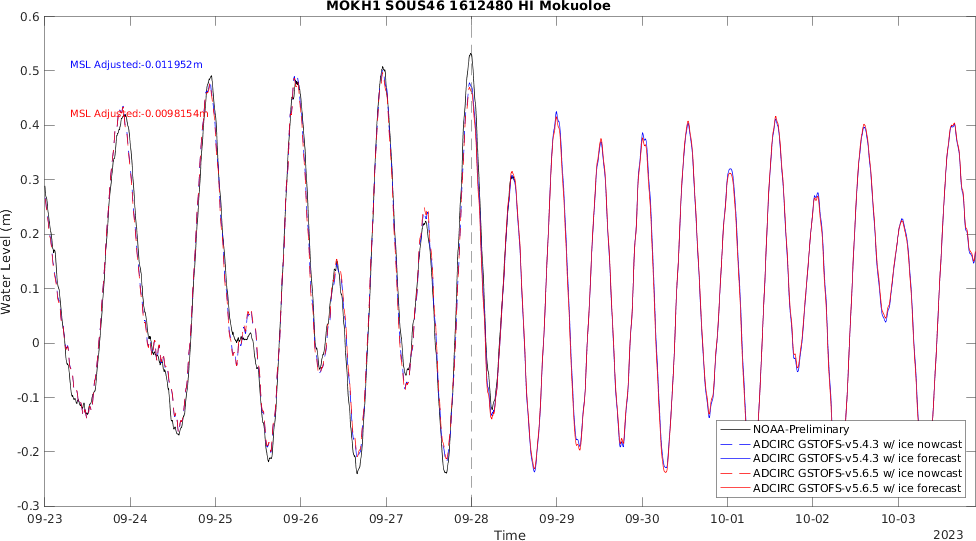 MOKH1 SOUS46 1612480 HI Mokuoloe
0.6
0.5
0.4
0.3
0.2
0.1
0
-0.1
-0.2
-0.3
Water Level (m)
MSL Adjusted:-0.011952m
MSL Adjusted:-0.0098154m
NOAA-Preliminary
ADCIRC GSTOFS-v5.4.3 w/ ice nowcast
ADCIRC GSTOFS-v5.4.3 w/ ice forecast
ADCIRC GSTOFS-v5.6.5 w/ ice nowcast
ADCIRC GSTOFS-v5.6.5 w/ ice forecast
09-23 09-24 09-25 09-26 09-27 09-28 09-29 09-30 10-01 10-02 10-03
Time
2023